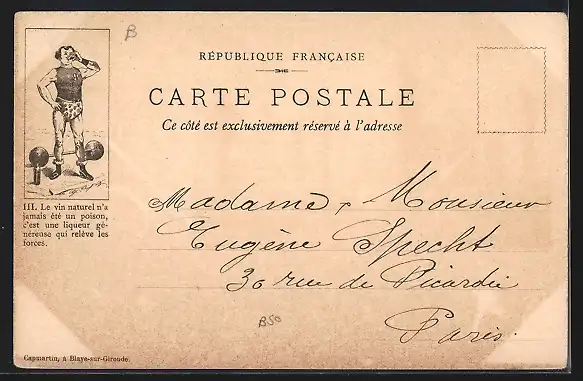 B
RÉPUBLIQUE FRANÇAISE
CARTE POSTALE
Ce côté est exclusivement réservé à l'adresse
III. Le vin naturel n'a
jamais été un poison,
c'est une liqueur gé-
néreuse qui relève les
forces.
Madame, Monsieur
Eugène Specht
30 rue de Picardie
Paris.
B50
Capmartin, à Blaye-sur-Gironde.